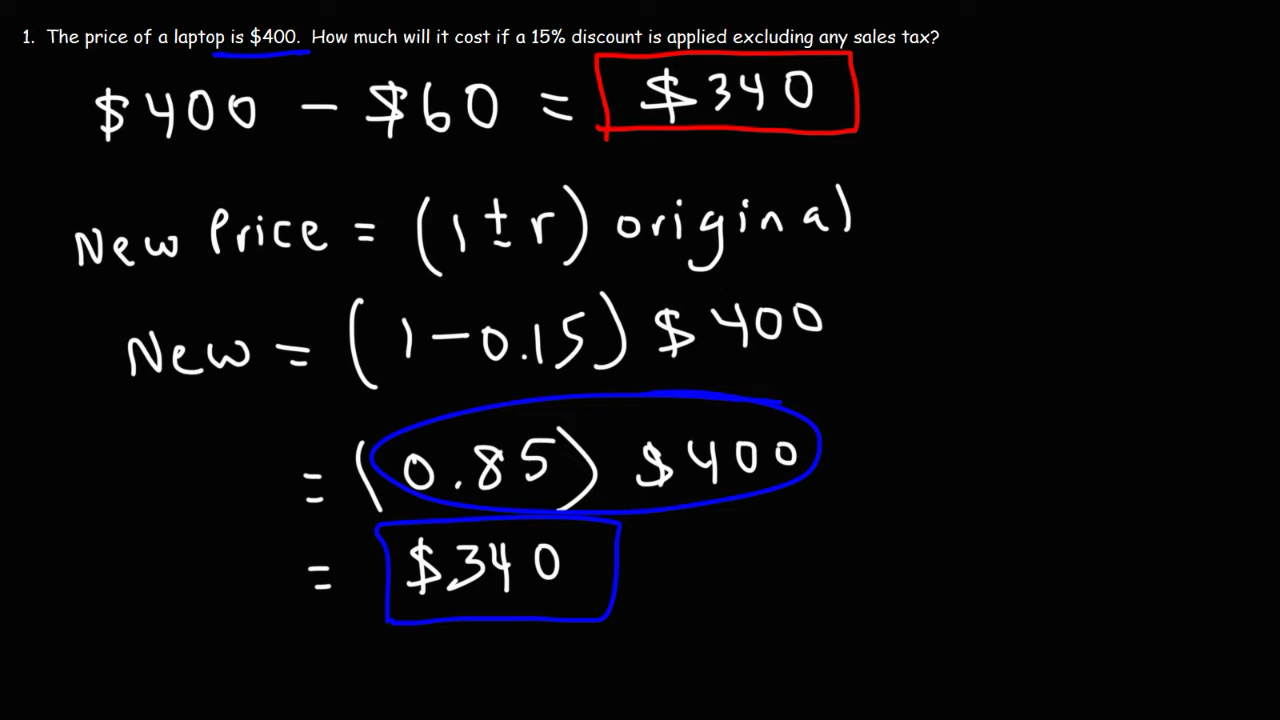 1. The price of a laptop is $400. How much will it cost if a 15% discount is applied excluding any sales tax?
$400 - $60 = $340
New Price = (1 ± r) original
New = (1 - 0.15) $400
= (0.85) $400
= $340